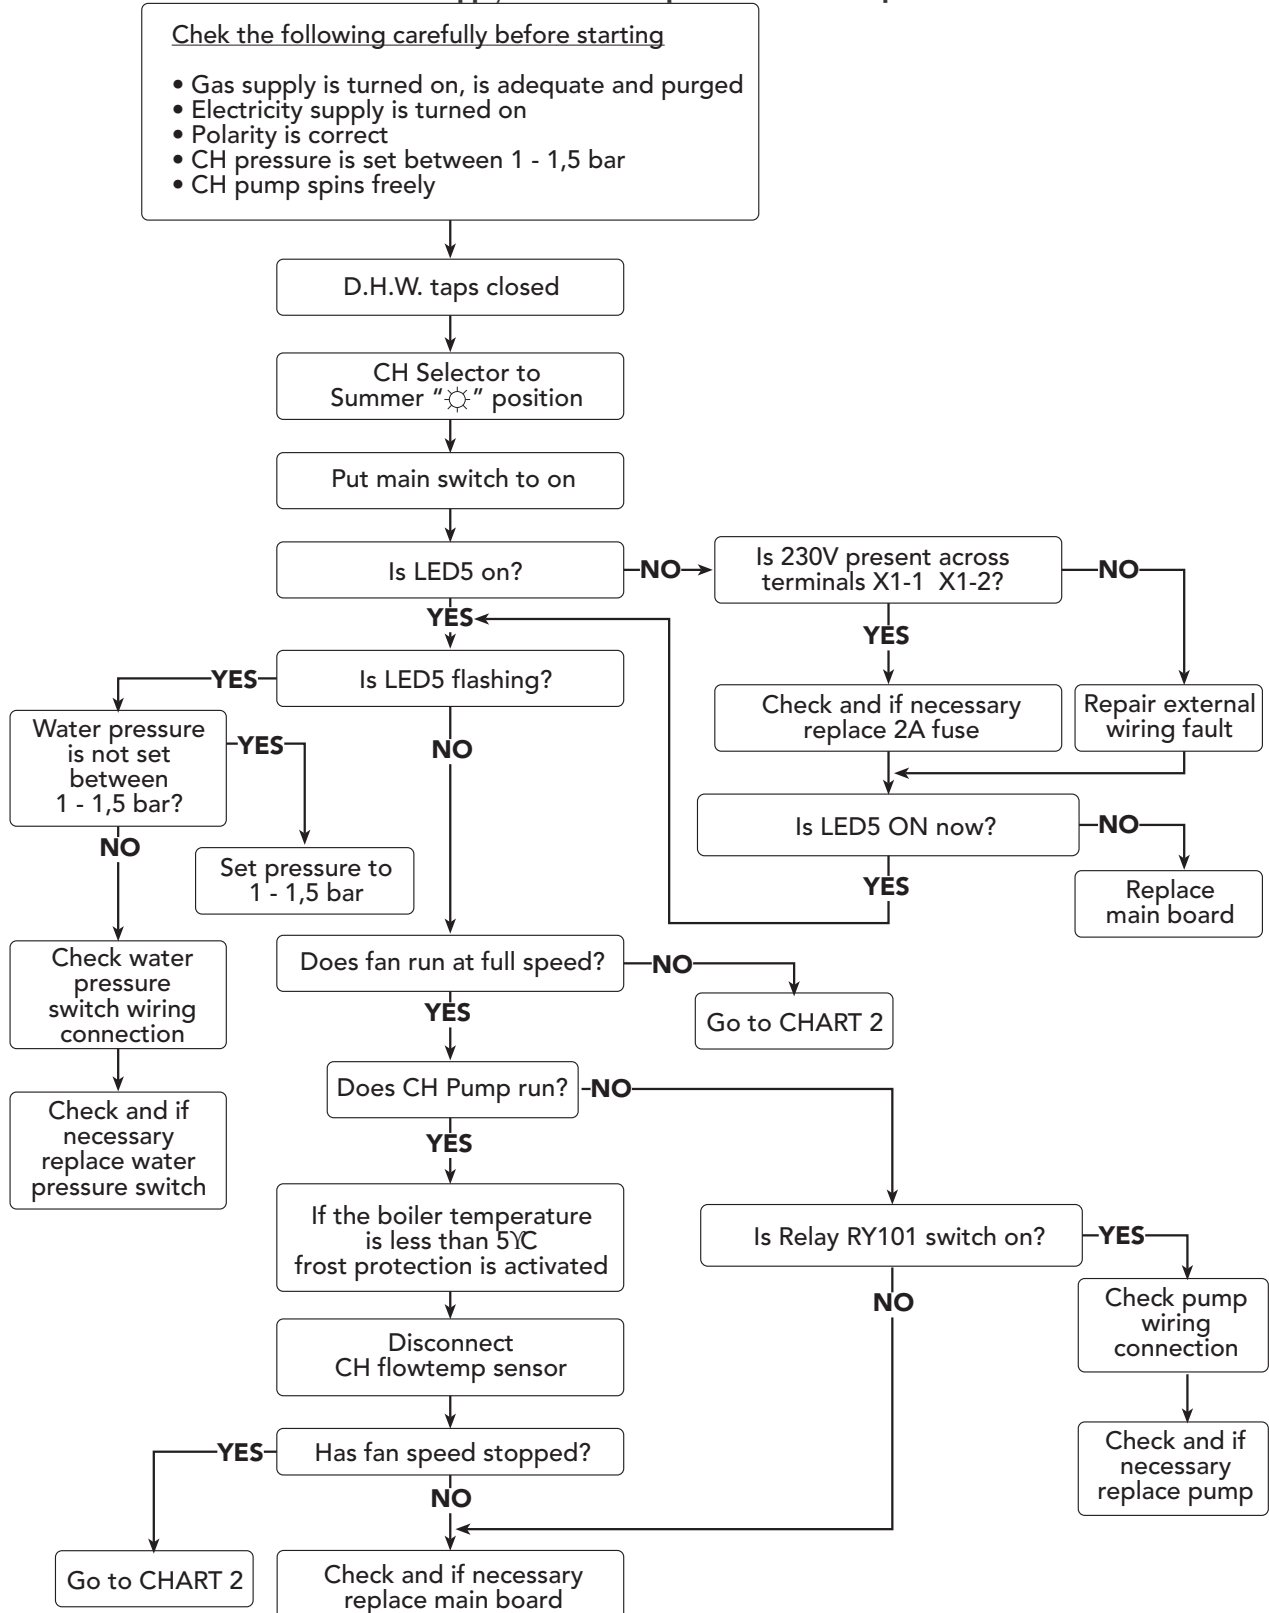 Chek the following carefully before starting
• Gas supply is turned on, is adequate and purged
• Electricity supply is turned on
• Polarity is correct
• CH pressure is set between 1 - 1,5 bar
• CH pump spins freely
D.H.W. taps closed
CH Selector to
Summer “☼” position
Put main switch to on
Is LED5 on?
NO
Is 230V present across
terminals X1-1 X1-2?
NO
YES
YES
Is LED5 flashing?
YES
Check and if necessary
replace 2A fuse
Repair external
wiring fault
Water pressure
is not set
between
1 - 1,5 bar?
YES
NO
NO
Set pressure to
1 - 1,5 bar
Is LED5 ON now?
NO
YES
Replace
main board
Check water
pressure
switch wiring
connection
Does fan run at full speed?
NO
YES
Go to CHART 2
Check and if
necessary
replace water
pressure switch
Does CH Pump run?
NO
YES
If the boiler temperature
is less than 5ϒC
frost protection is activated
Is Relay RY101 switch on?
YES
NO
Check pump
wiring
connection
Disconnect
CH flowtemp sensor
Has fan speed stopped?
YES
NO
Check and if
necessary
replace pump
Go to CHART 2
Check and if necessary
replace main board